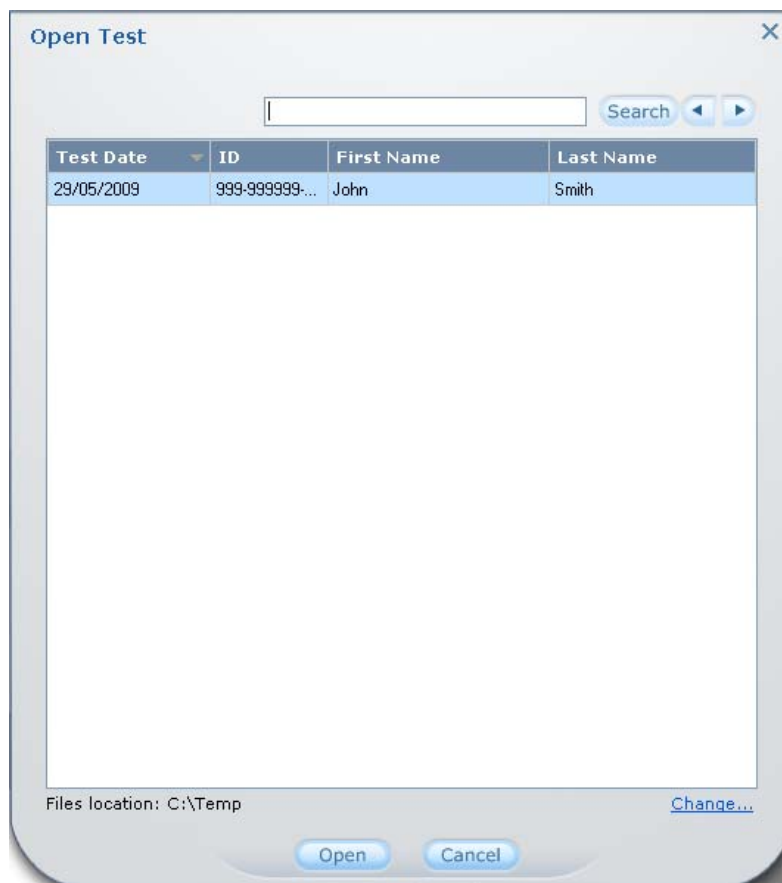 Open Test
Search
Test Date ID First Name Last Name
29/05/2009 999-999999-... John Smith
Files location: C:\Temp Change...
Open Cancel